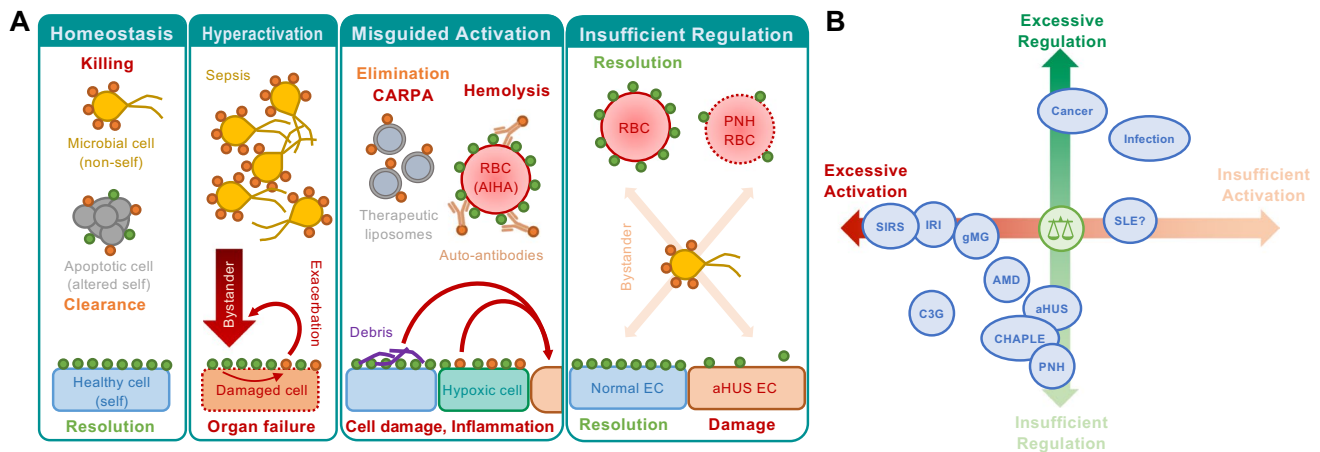 A
Homeostasis
Killing
Microbial cell
(non-self)
Apoptotic cell
(altered self)
Clearance
Healthy cell
(self)
Resolution
Hyperactivation
Sepsis
Bystander
Exacerbation
Damaged cell
Organ failure
Misguided Activation
Elimination
CARPA
Hemolysis
RBC
(AIHA)
Therapeutic
liposomes
Auto-antibodies
Debris
Hypoxic cell
Cell damage, Inflammation
Insufficient Regulation
Resolution
RBC
PNH
RBC
Bystander
Normal EC
aHUS EC
Resolution
Damage
B
Excessive
Regulation
Cancer
Infection
Excessive
Activation
Insufficient
Activation
SIRS
IRI
gMG
SLE?
AMD
C3G
aHUS
CHAPLE
PNH
Insufficient
Regulation